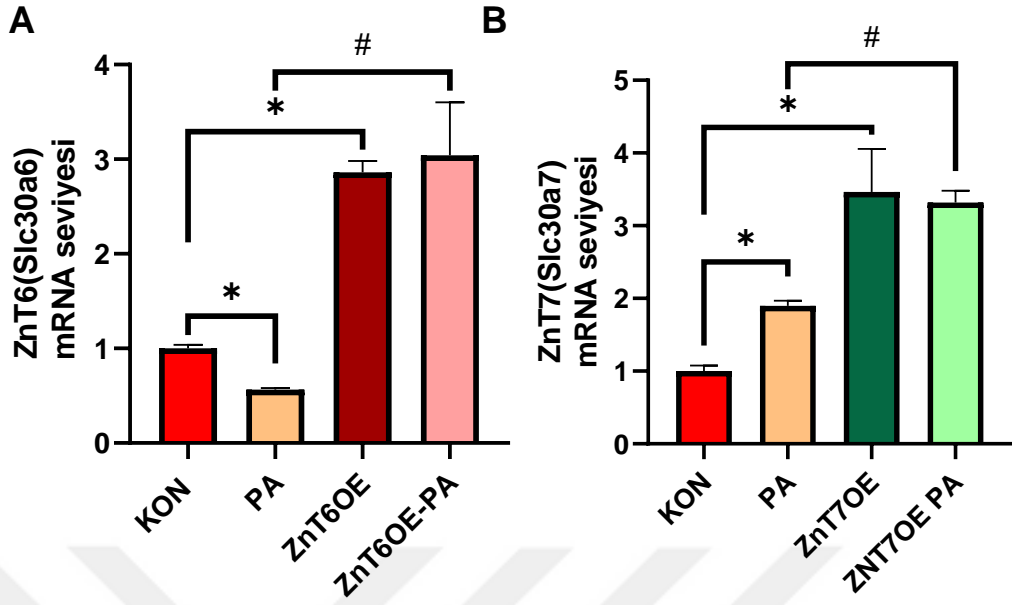 A
ZnT6(Slc30a6)
mRNA seviyesi
4
3
2
1
0
#
*
*
KON
PA
ZnT6OE
ZnT6OE-PA
B
ZnT7(Slc30a7)
mRNA seviyesi
5
4
3
2
1
0
#
*
*
KON
PA
ZnT7OE
ZNT7OE PA